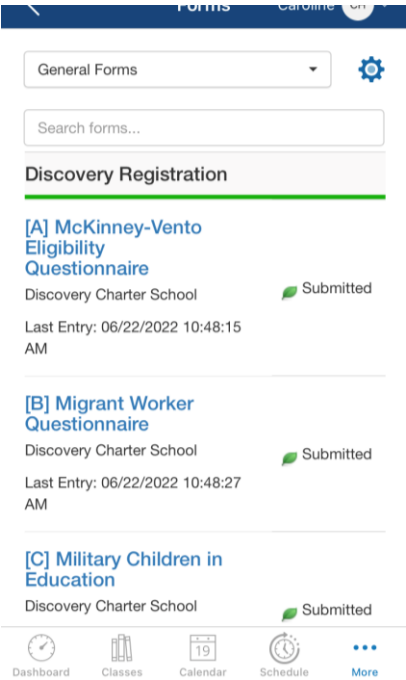 Forms Caroline CH
General Forms
Search forms...
Discovery Registration
[A] McKinney-Vento
Eligibility
Questionnaire
Discovery Charter School
Submitted
Last Entry: 06/22/2022 10:48:15
AM
[B] Migrant Worker
Questionnaire
Discovery Charter School
Submitted
Last Entry: 06/22/2022 10:48:27
AM
[C] Military Children in
Education
Discovery Charter School
Submitted
19
Dashboard Classes Calendar Schedule More